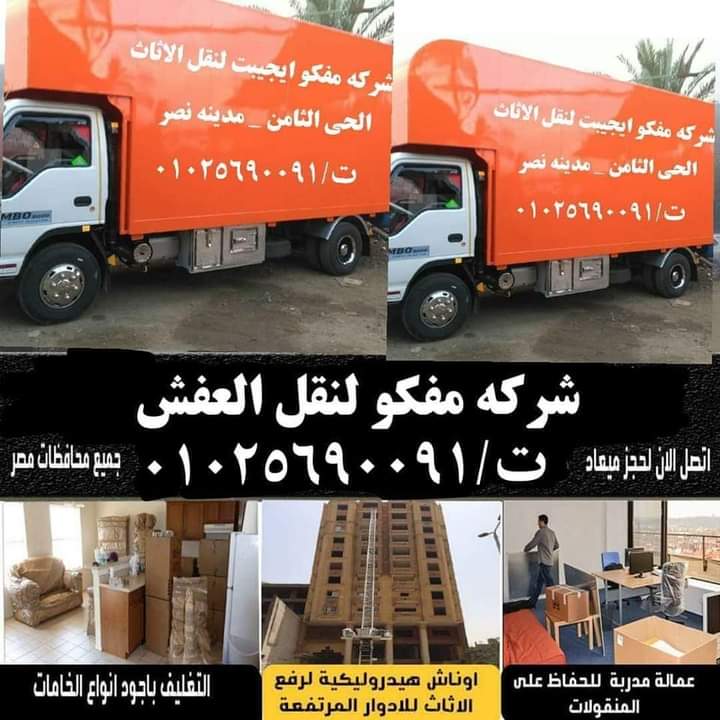 شركه مفكو ايجيبت لنقل الاثاث
الحى الثامن _ مدينه نصر
ت/٠١٠٢٥٦٩٠٠٩١
MBO
شركه مفكو ايجيبت لنقل الاثاث
الحى الثامن _ مدينه نصر
ت/٠١٠٢٥٦٩٠٠٩١
MBO
شركه مفكو لنقل العفش
اتصل الان لحجز ميعاد
ت/٠١٠٢٥٦٩٠٠٩١
جميع محافظات مصر
عمالة مدربة للحفاظ على
المنقولات
اوناش هيدروليكية لرفع
الاثاث للادوار المرتفعة
التغليف باجود انواع الخامات